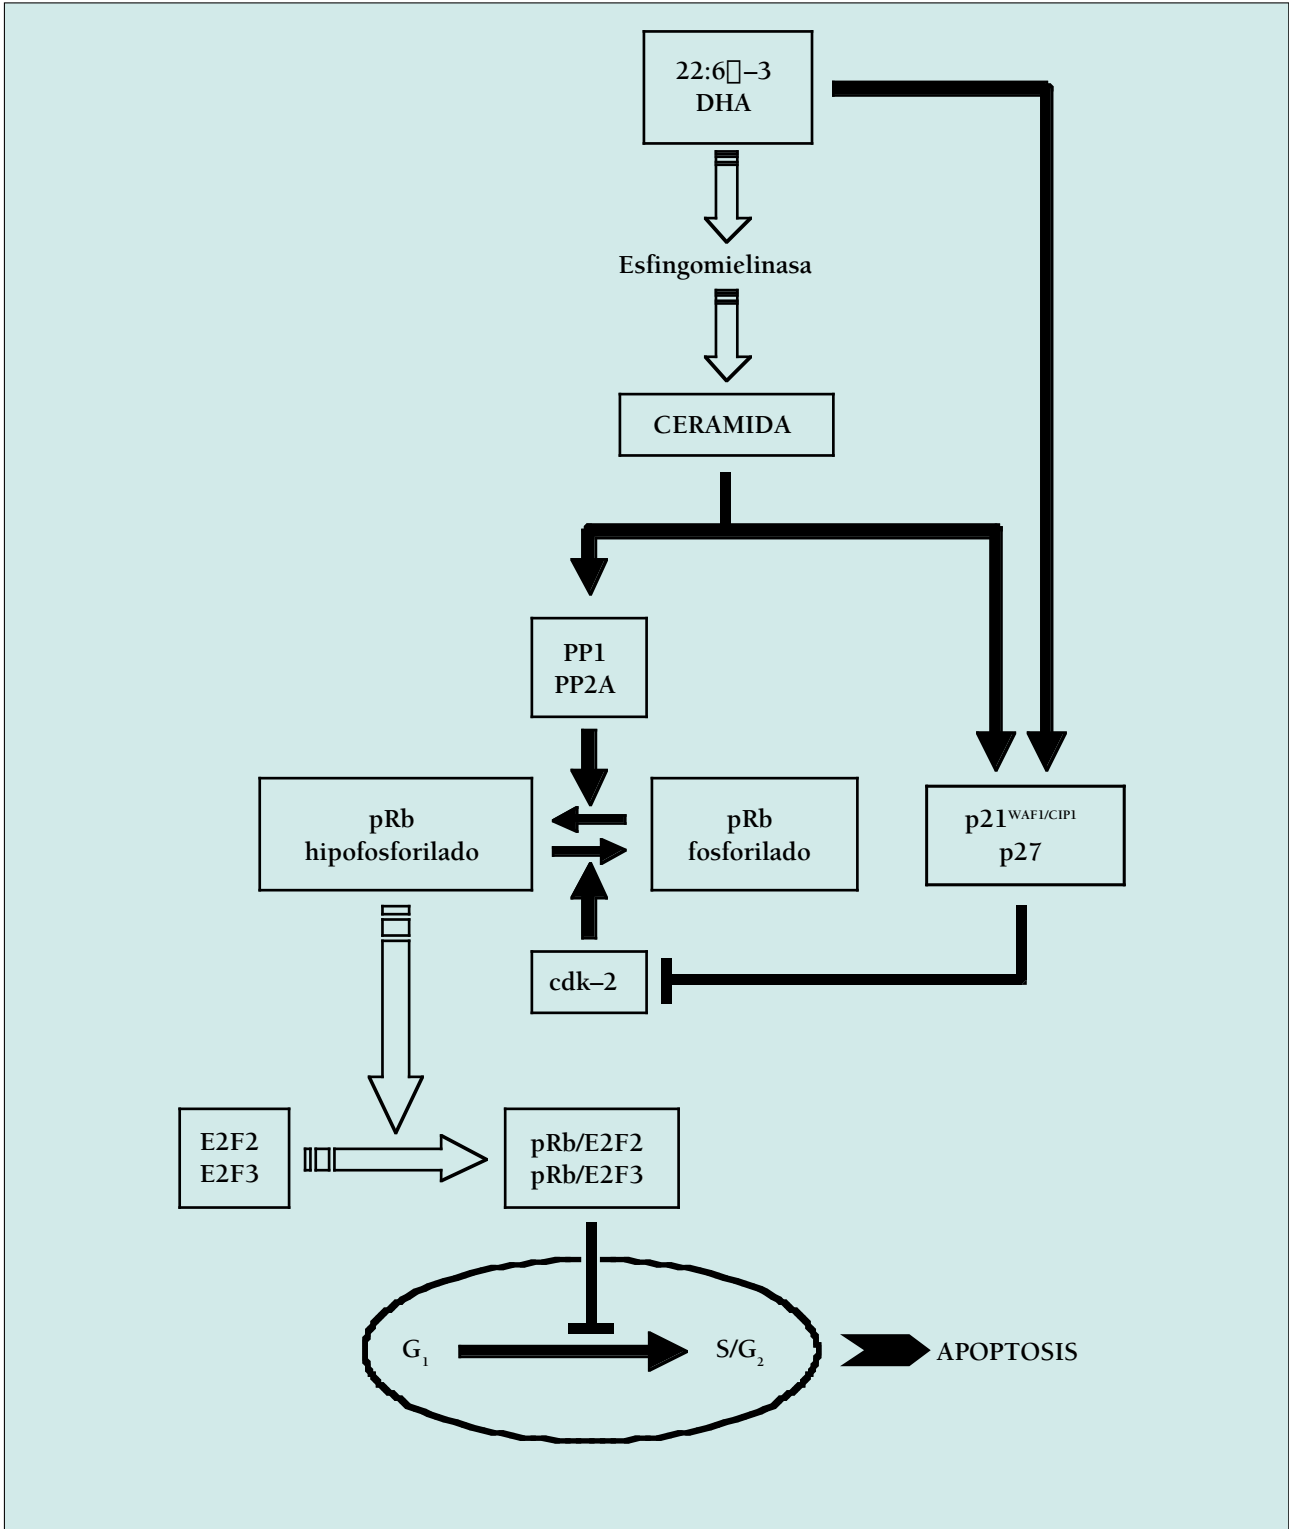 22:6▯–3
DHA
Esfingomielinasa
CERAMIDA
PP1
PP2A
pRb
hipofosforilado
pRb
fosforilado
p21WAF1/CIP1
p27
cdk–2
E2F2
E2F3
pRb/E2F2
pRb/E2F3
G1
S/G2
APOPTOSIS